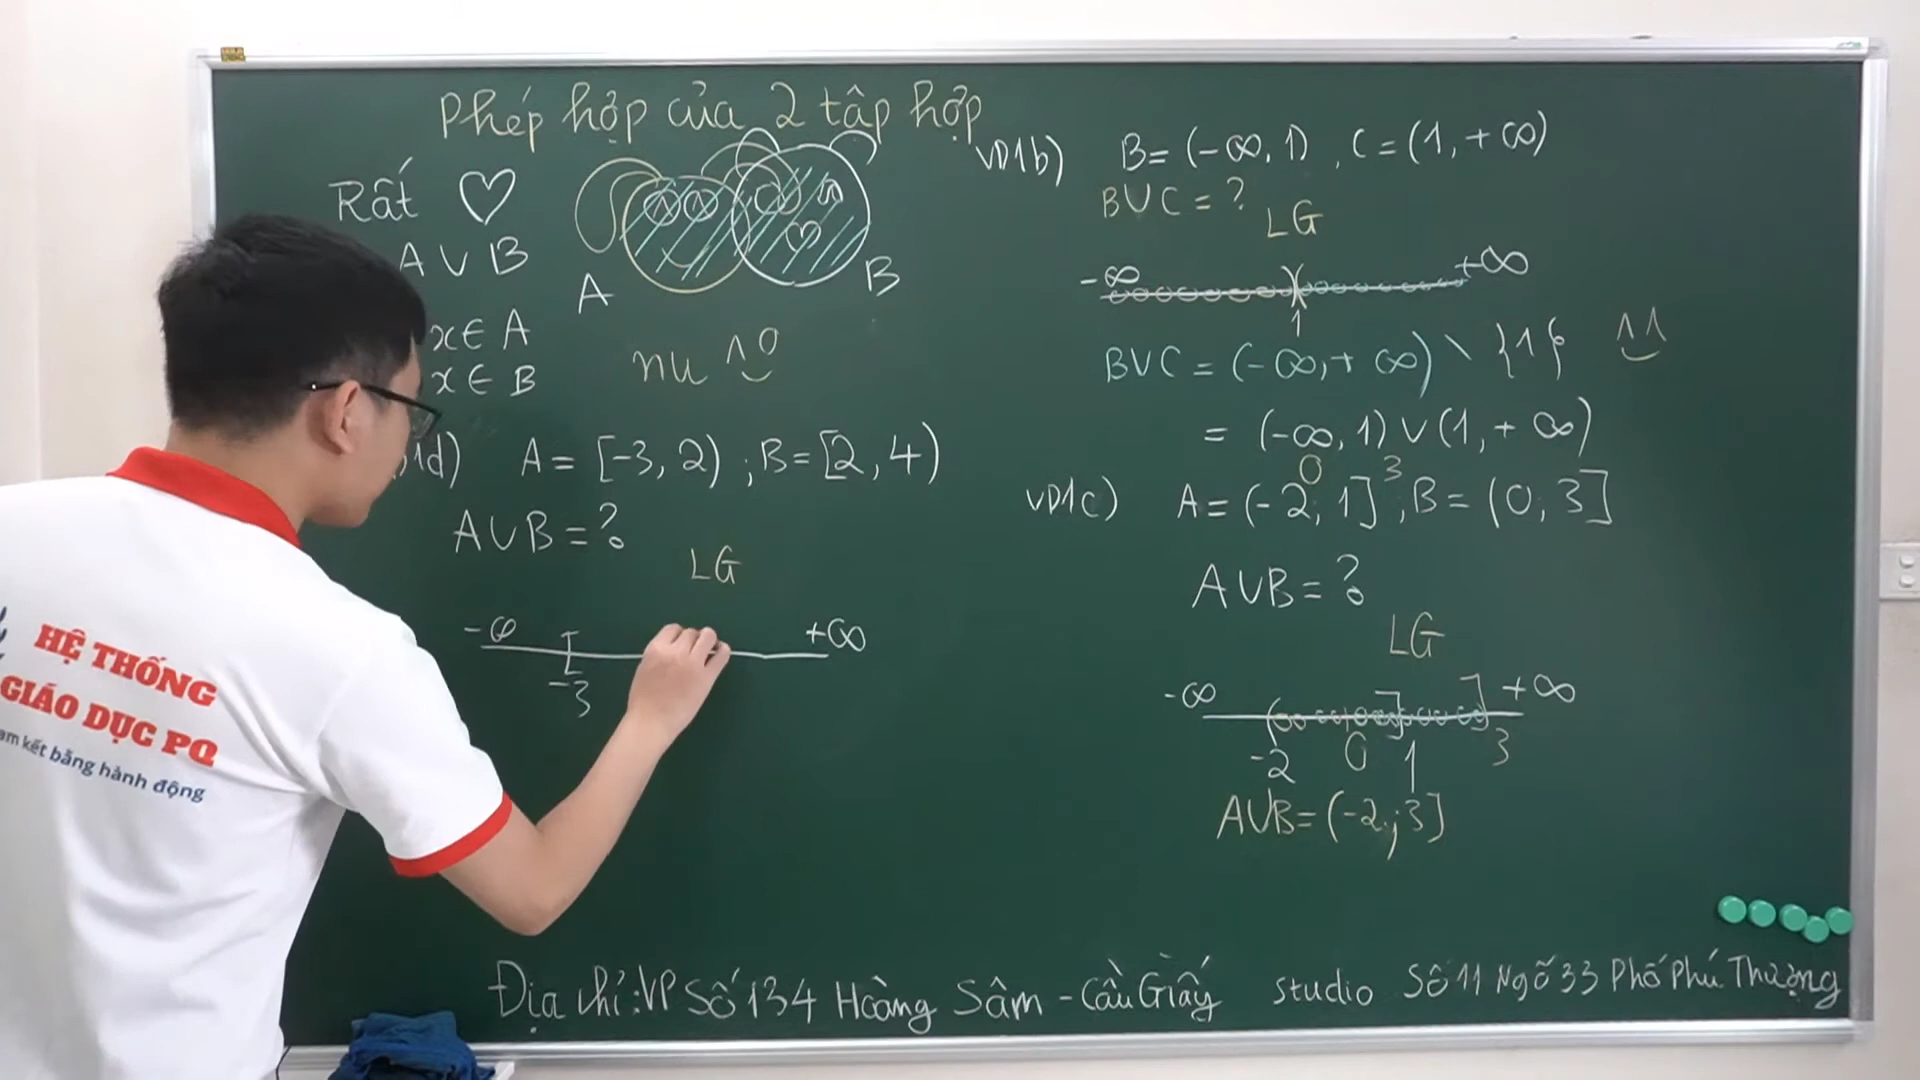 Phép hợp của 2 tập hợp
Rất ♡
A ∪ B
A
B
x ∈ A
x ∈ B
nu
1d) A = [-3, 2) ; B = [2, 4)
A∪B = ?
LG
-∞ [ +∞
-3
VD1b) B = (-∞, 1) , C = (1, +∞)
B∪C = ?
LG
-∞ )( +∞
1
B∪C = (-∞, +∞) \ {1}
= (-∞, 1) ∪ (1, +∞)
0 3
VD1c) A = (-2; 1] ; B = (0; 3]
A∪B = ?
LG
-∞ ( ( ] ] +∞
-2 0 1 3
A∪B = (-2; 3]
Địa chỉ: VP Số 134 Hoàng Sâm - Cầu Giấy studio Số 11 Ngõ 33 Phố Phú Thượng
HỆ THỐNG
GIÁO DỤC PQ
am kết bằng hành động